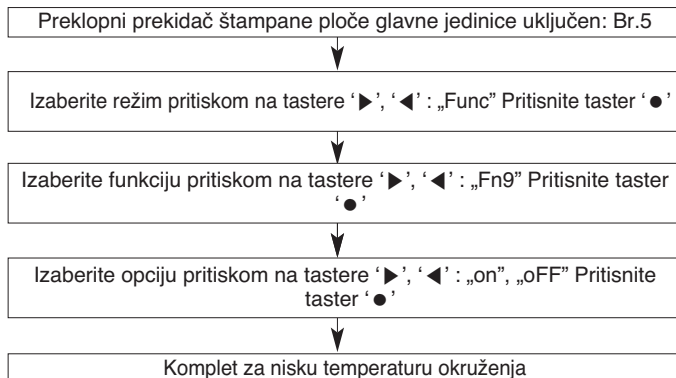 Preklopni prekidač štampane ploče glavne jedinice uključen: Br.5
Izaberite režim pritiskom na tastere ‘▶’, ‘◀’ : „Func” Pritisnite taster ‘●’
Izaberite funkciju pritiskom na tastere ‘▶’, ‘◀’ : „Fn9” Pritisnite taster
‘●’
Izaberite opciju pritiskom na tastere ‘▶’, ‘◀’ : „on”, „oFF” Pritisnite
taster ‘●’
Komplet za nisku temperaturu okruženja